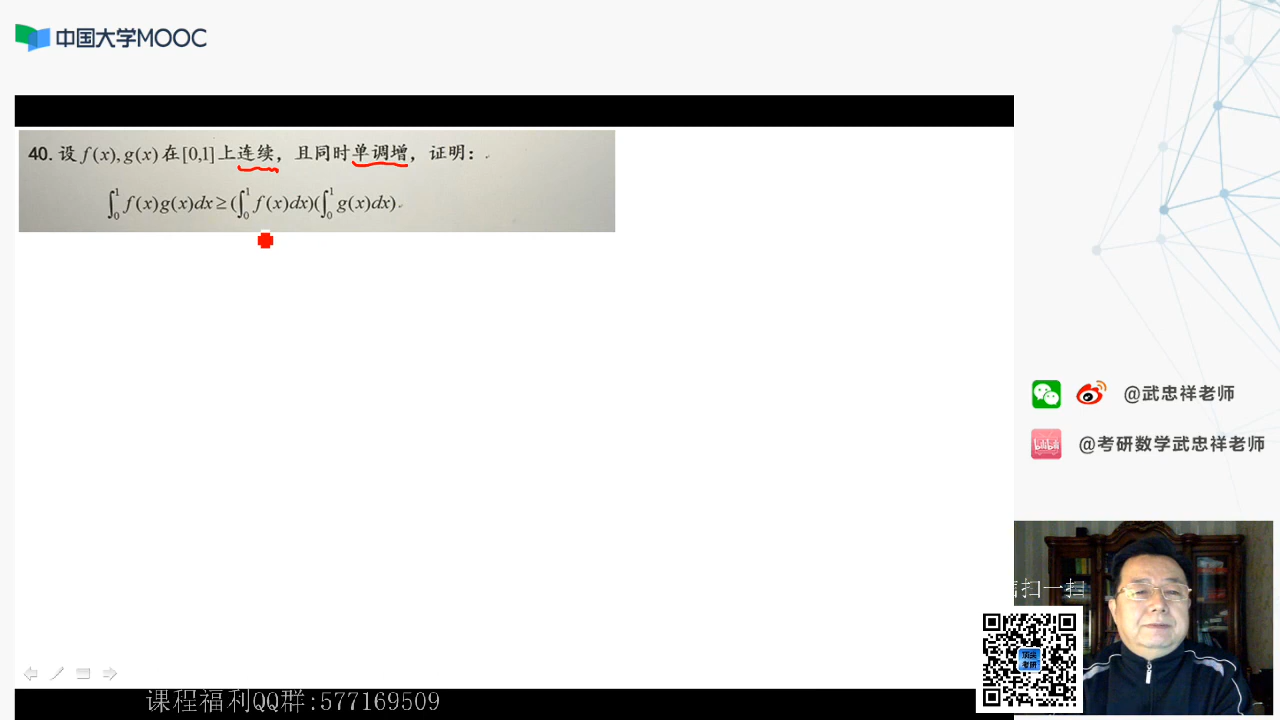 中国大学MOOC
40. 设 f(x), g(x) 在 [0,1] 上连续，且同时单调增，证明：
∫₀¹ f(x)g(x)dx ≥ (∫₀¹ f(x)dx)(∫₀¹ g(x)dx).
@武忠祥老师
bilibili
@考研数学武忠祥老师
扫一扫
课程福利QQ群:577169509